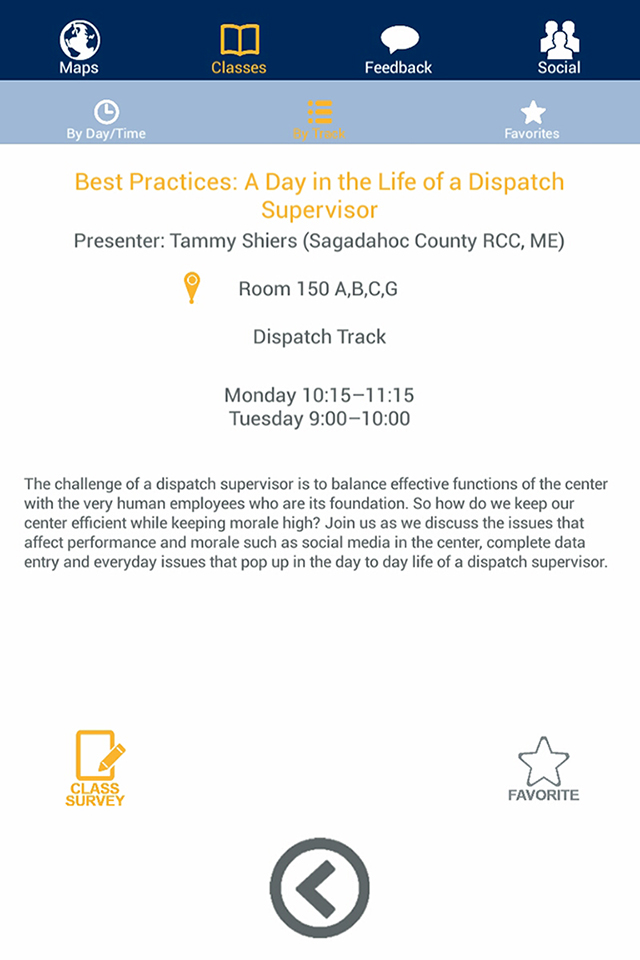 Maps Classes Feedback Social
By Day/Time By Track Favorites
Best Practices: A Day in the Life of a Dispatch
Supervisor
Presenter: Tammy Shiers (Sagadahoc County RCC, ME)
Room 150 A,B,C,G
Dispatch Track
Monday 10:15–11:15
Tuesday 9:00–10:00
The challenge of a dispatch supervisor is to balance effective functions of the center
with the very human employees who are its foundation. So how do we keep our
center efficient while keeping morale high? Join us as we discuss the issues that
affect performance and morale such as social media in the center, complete data
entry and everyday issues that pop up in the day to day life of a dispatch supervisor.
CLASS
SURVEY
FAVORITE